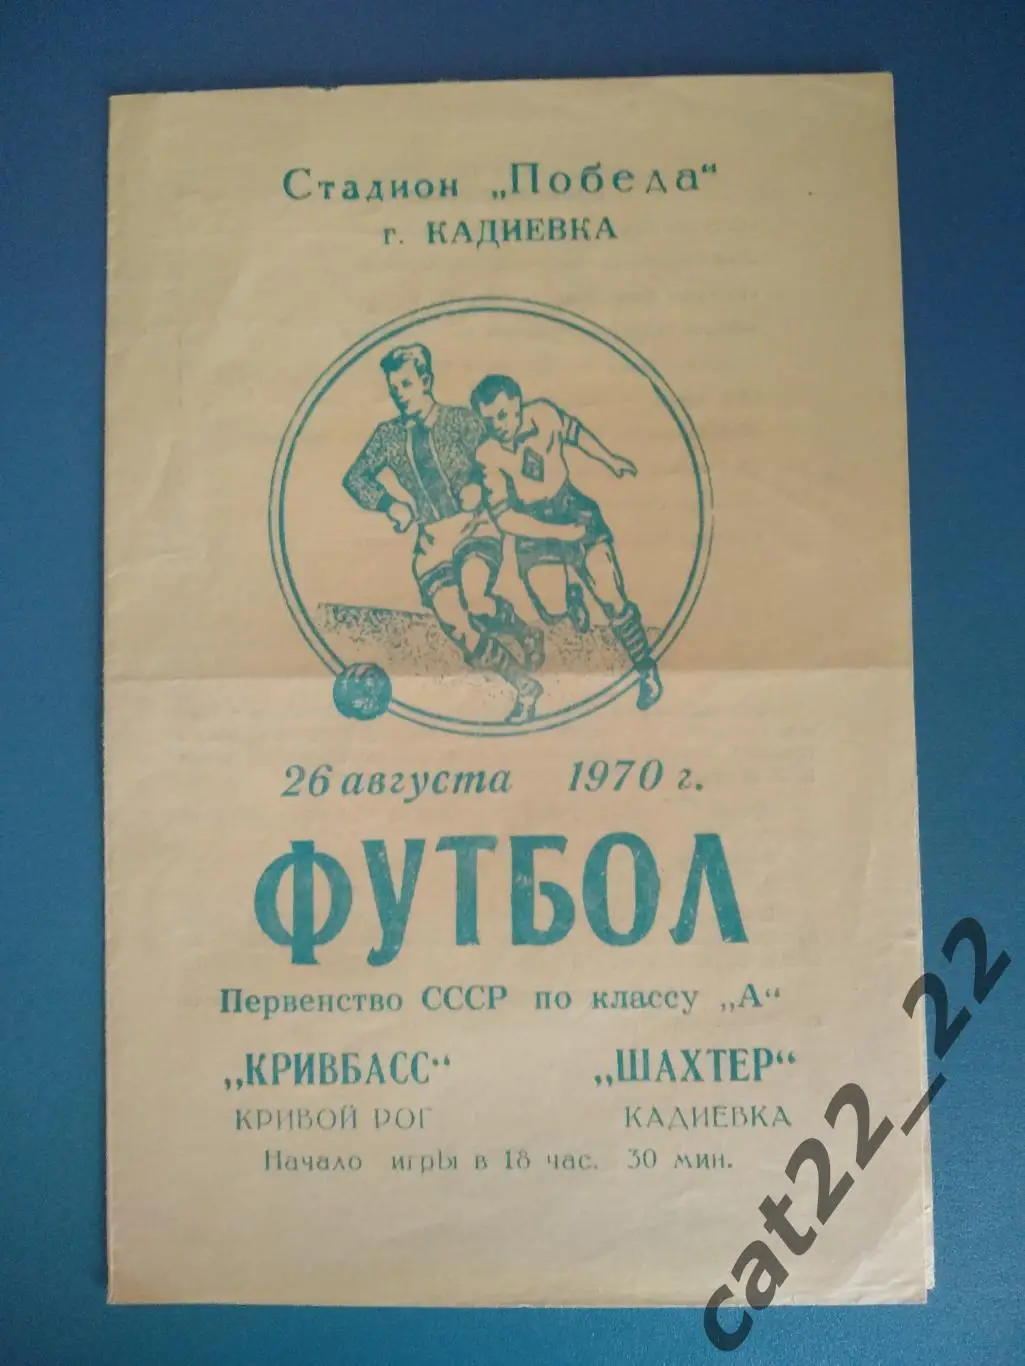 Стадион „Победа“
г. КАДИЕВКА
26 августа 1970 г.
ФУТБОЛ
Первенство СССР по классу „А“
„КРИВБАСС“ „ШАХТЕР“
КРИВОЙ РОГ КАДИЕВКА
Начало игры в 18 час. 30 мин.
cat22_22